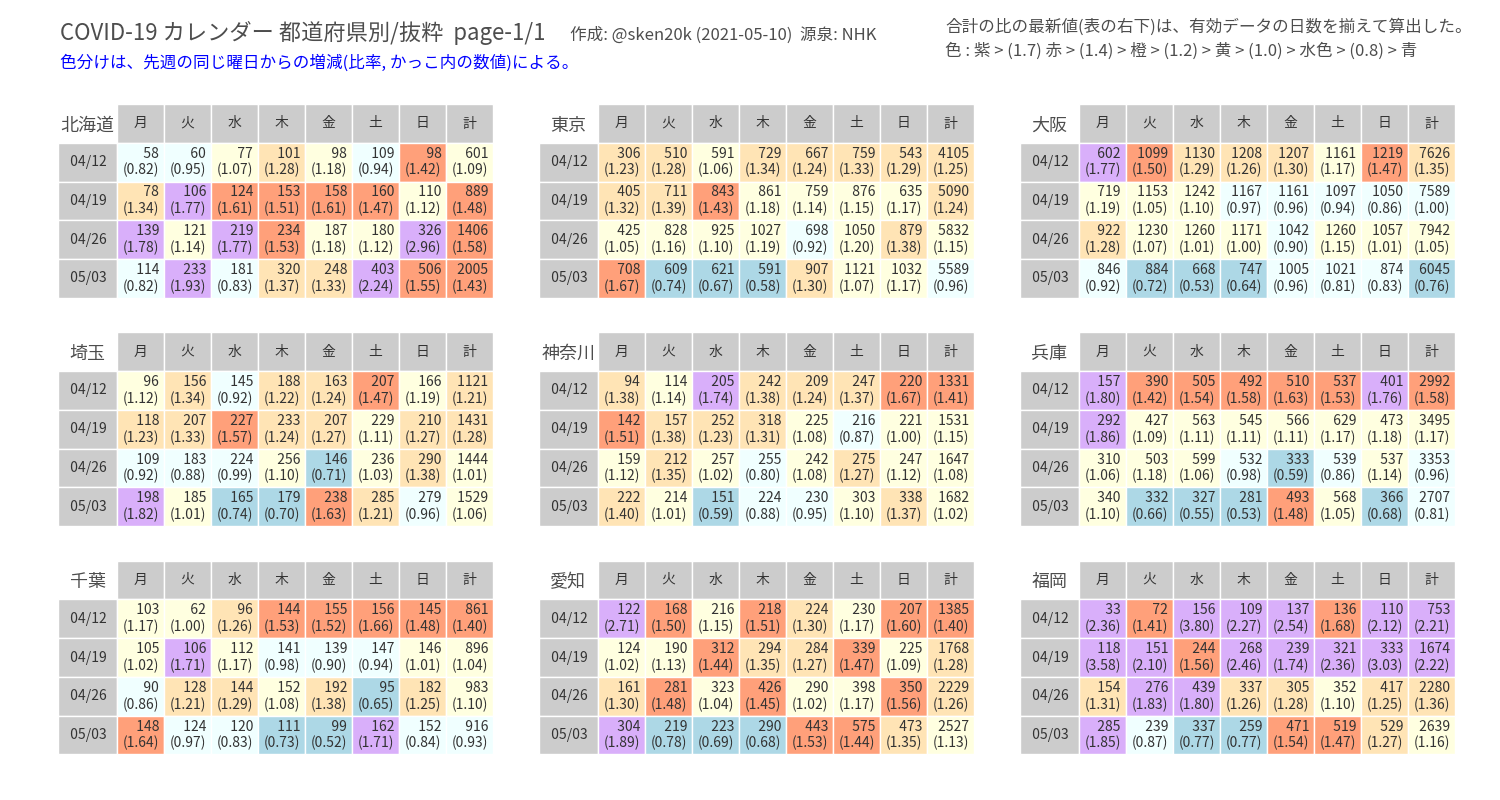 COVID-19 カレンダー 都道府県別/抜粋 page-1/1 作成: @sken20k (2021-05-10) 源泉: NHK
色分けは、先週の同じ曜日からの増減(比率, かっこ内の数値)による。
合計の比の最新値(表の右下)は、有効データの日数を揃えて算出した。
色 : 紫 > (1.7) 赤 > (1.4) > 橙 > (1.2) > 黄 > (1.0) > 水色 > (0.8) > 青
北海道 月 火 水 木 金 土 日 計
04/12 58 60 77 101 98 109 98 601
(0.82) (0.95) (1.07) (1.28) (1.18) (0.94) (1.42) (1.09)
04/19 78 106 124 153 158 160 110 889
(1.34) (1.77) (1.61) (1.51) (1.61) (1.47) (1.12) (1.48)
04/26 139 121 219 234 187 180 326 1406
(1.78) (1.14) (1.77) (1.53) (1.18) (1.12) (2.96) (1.58)
05/03 114 233 181 320 248 403 506 2005
(0.82) (1.93) (0.83) (1.37) (1.33) (2.24) (1.55) (1.43)
東京 月 火 水 木 金 土 日 計
04/12 306 510 591 729 667 759 543 4105
(1.23) (1.28) (1.06) (1.34) (1.24) (1.33) (1.29) (1.25)
04/19 405 711 843 861 759 876 635 5090
(1.32) (1.39) (1.43) (1.18) (1.14) (1.15) (1.17) (1.24)
04/26 425 828 925 1027 698 1050 879 5832
(1.05) (1.16) (1.10) (1.19) (0.92) (1.20) (1.38) (1.15)
05/03 708 609 621 591 907 1121 1032 5589
(1.67) (0.74) (0.67) (0.58) (1.30) (1.07) (1.17) (0.96)
大阪 月 火 水 木 金 土 日 計
04/12 602 1099 1130 1208 1207 1161 1219 7626
(1.77) (1.50) (1.29) (1.26) (1.30) (1.17) (1.47) (1.35)
04/19 719 1153 1242 1167 1161 1097 1050 7589
(1.19) (1.05) (1.10) (0.97) (0.96) (0.94) (0.86) (1.00)
04/26 922 1230 1260 1171 1042 1260 1057 7942
(1.28) (1.07) (1.01) (1.00) (0.90) (1.15) (1.01) (1.05)
05/03 846 884 668 747 1005 1021 874 6045
(0.92) (0.72) (0.53) (0.64) (0.96) (0.81) (0.83) (0.76)
埼玉 月 火 水 木 金 土 日 計
04/12 96 156 145 188 163 207 166 1121
(1.12) (1.34) (0.92) (1.22) (1.24) (1.47) (1.19) (1.21)
04/19 118 207 227 233 207 229 210 1431
(1.23) (1.33) (1.57) (1.24) (1.27) (1.11) (1.27) (1.28)
04/26 109 183 224 256 146 236 290 1444
(0.92) (0.88) (0.99) (1.10) (0.71) (1.03) (1.38) (1.01)
05/03 198 185 165 179 238 285 279 1529
(1.82) (1.01) (0.74) (0.70) (1.63) (1.21) (0.96) (1.06)
神奈川 月 火 水 木 金 土 日 計
04/12 94 114 205 242 209 247 220 1331
(1.38) (1.14) (1.74) (1.38) (1.24) (1.37) (1.67) (1.41)
04/19 142 157 252 318 225 216 221 1531
(1.51) (1.38) (1.23) (1.31) (1.08) (0.87) (1.00) (1.15)
04/26 159 212 257 255 242 275 247 1647
(1.12) (1.35) (1.02) (0.80) (1.08) (1.27) (1.12) (1.08)
05/03 222 214 151 224 230 303 338 1682
(1.40) (1.01) (0.59) (0.88) (0.95) (1.10) (1.37) (1.02)
兵庫 月 火 水 木 金 土 日 計
04/12 157 390 505 492 510 537 401 2992
(1.80) (1.42) (1.54) (1.58) (1.63) (1.53) (1.76) (1.58)
04/19 292 427 563 545 566 629 473 3495
(1.86) (1.09) (1.11) (1.11) (1.11) (1.17) (1.18) (1.17)
04/26 310 503 599 532 333 539 537 3353
(1.06) (1.18) (1.06) (0.98) (0.59) (0.86) (1.14) (0.96)
05/03 340 332 327 281 493 568 366 2707
(1.10) (0.66) (0.55) (0.53) (1.48) (1.05) (0.68) (0.81)
千葉 月 火 水 木 金 土 日 計
04/12 103 62 96 144 155 156 145 861
(1.17) (1.00) (1.26) (1.53) (1.52) (1.66) (1.48) (1.40)
04/19 105 106 112 141 139 147 146 896
(1.02) (1.71) (1.17) (0.98) (0.90) (0.94) (1.01) (1.04)
04/26 90 128 144 152 192 95 182 983
(0.86) (1.21) (1.29) (1.08) (1.38) (0.65) (1.25) (1.10)
05/03 148 124 120 111 99 162 152 916
(1.64) (0.97) (0.83) (0.73) (0.52) (1.71) (0.84) (0.93)
愛知 月 火 水 木 金 土 日 計
04/12 122 168 216 218 224 230 207 1385
(2.71) (1.50) (1.15) (1.51) (1.30) (1.17) (1.60) (1.40)
04/19 124 190 312 294 284 339 225 1768
(1.02) (1.13) (1.44) (1.35) (1.27) (1.47) (1.09) (1.28)
04/26 161 281 323 426 290 398 350 2229
(1.30) (1.48) (1.04) (1.45) (1.02) (1.17) (1.56) (1.26)
05/03 304 219 223 290 443 575 473 2527
(1.89) (0.78) (0.69) (0.68) (1.53) (1.44) (1.35) (1.13)
福岡 月 火 水 木 金 土 日 計
04/12 33 72 156 109 137 136 110 753
(2.36) (1.41) (3.80) (2.27) (2.54) (1.68) (2.12) (2.21)
04/19 118 151 244 268 239 321 333 1674
(3.58) (2.10) (1.56) (2.46) (1.74) (2.36) (3.03) (2.22)
04/26 154 276 439 337 305 352 417 2280
(1.31) (1.83) (1.80) (1.26) (1.28) (1.10) (1.25) (1.36)
05/03 285 239 337 259 471 519 529 2639
(1.85) (0.87) (0.77) (0.77) (1.54) (1.47) (1.27) (1.16)